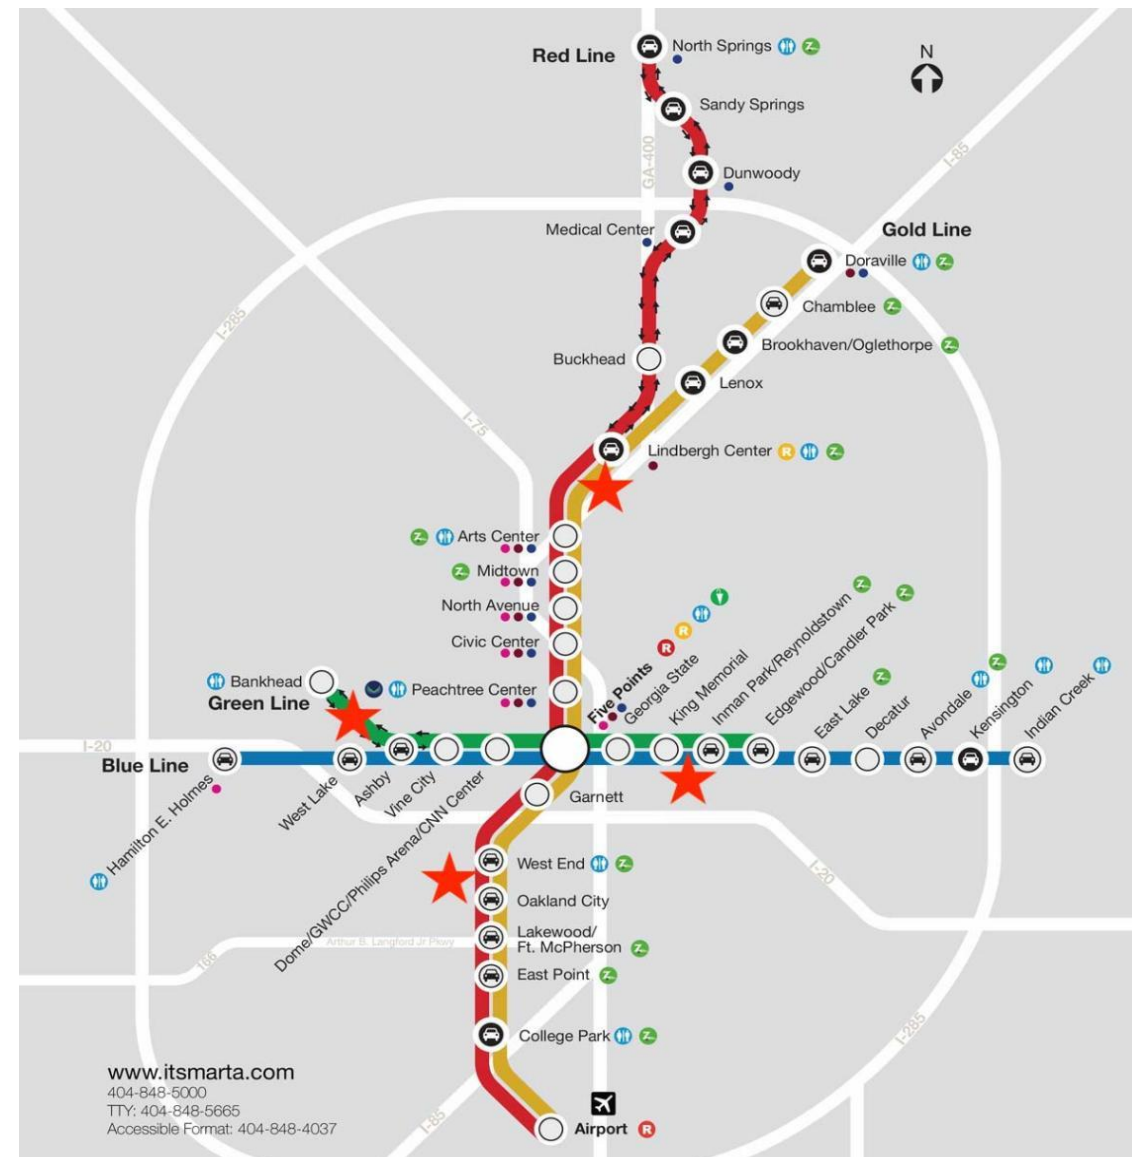 Red Line
North Springs
N
Sandy Springs
GA-400
I-85
Dunwoody
Medical Center
Gold Line
Doraville
Chamblee
I-285
Brookhaven/Oglethorpe
Buckhead
Lenox
I-75
Lindbergh Center R
Arts Center
Midtown
North Avenue
Civic Center
Peachtree Center
Bankhead
Green Line
Five Points R R
Georgia State
King Memorial
Inman Park/Reynoldstown
Edgewood/Candler Park
East Lake
Decatur
Avondale
Kensington
Indian Creek
I-20
Blue Line
Hamilton E. Holmes
West Lake
Ashby
Vine City
Dome/GWCC/Philips Arena/CNN Center
Garnett
West End
I-20
Oakland City
Lakewood/
Ft. McPherson
Arthur B. Langford Jr Pkwy
166
East Point
College Park
I-285
www.itsmarta.com
404-848-5000
TTY: 404-848-5665
Accessible Format: 404-848-4037
I-85
Airport R